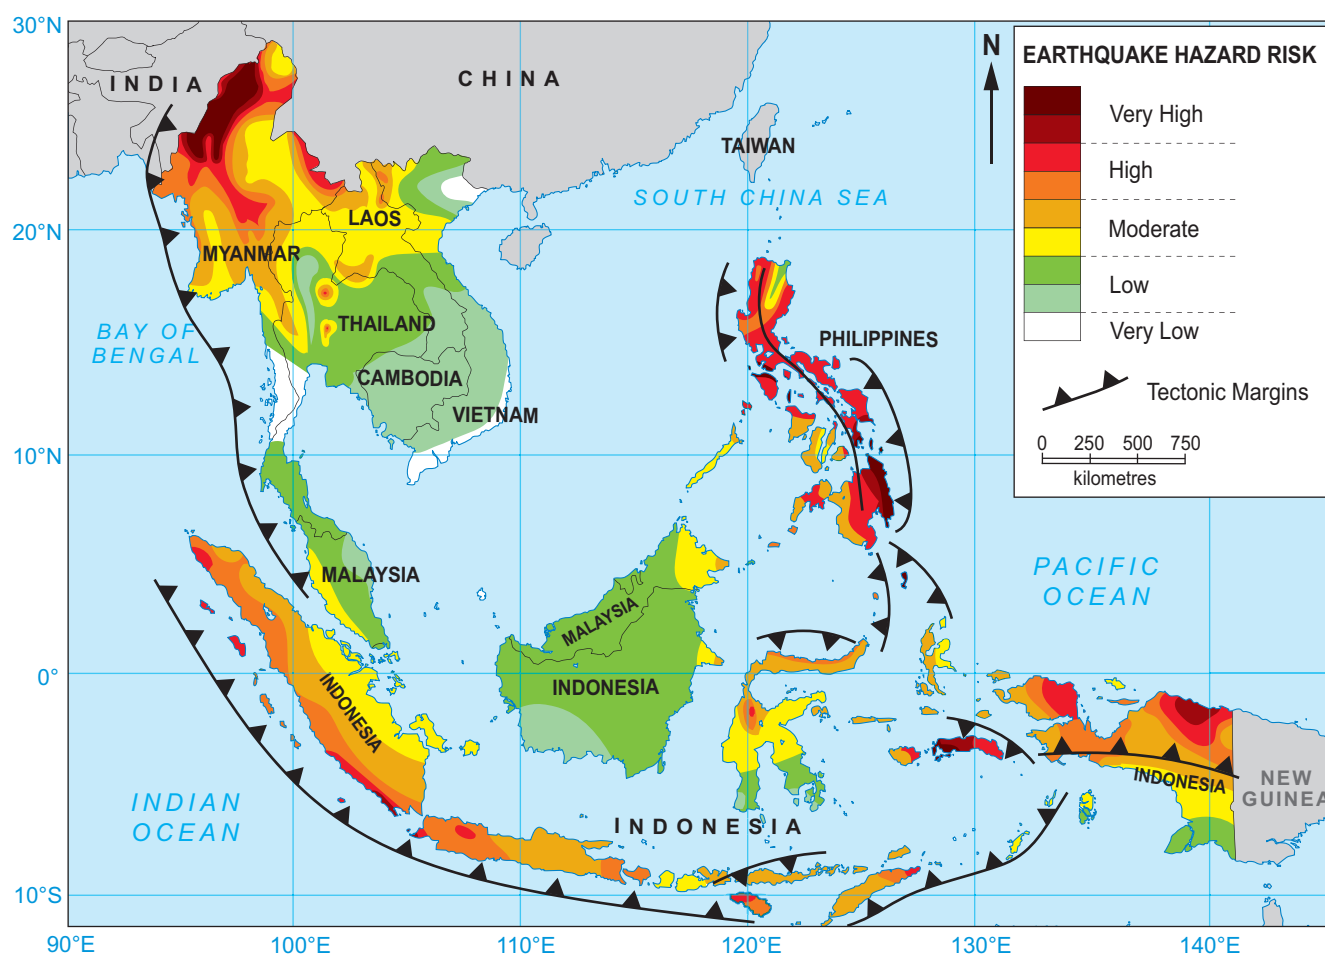 30°N
INDIA
CHINA
N
EARTHQUAKE HAZARD RISK
Very High
High
Moderate
Low
Very Low
Tectonic Margins
0 250 500 750
kilometres
TAIWAN
SOUTH CHINA SEA
20°N
LAOS
MYANMAR
BAY OF
BENGAL
THAILAND
PHILIPPINES
CAMBODIA
VIETNAM
10°N
MALAYSIA
PACIFIC
OCEAN
MALAYSIA
0°
INDONESIA
INDONESIA
INDONESIA
NEW
GUINEA
INDIAN
OCEAN
INDONESIA
10°S
90°E
100°E
110°E
120°E
130°E
140°E